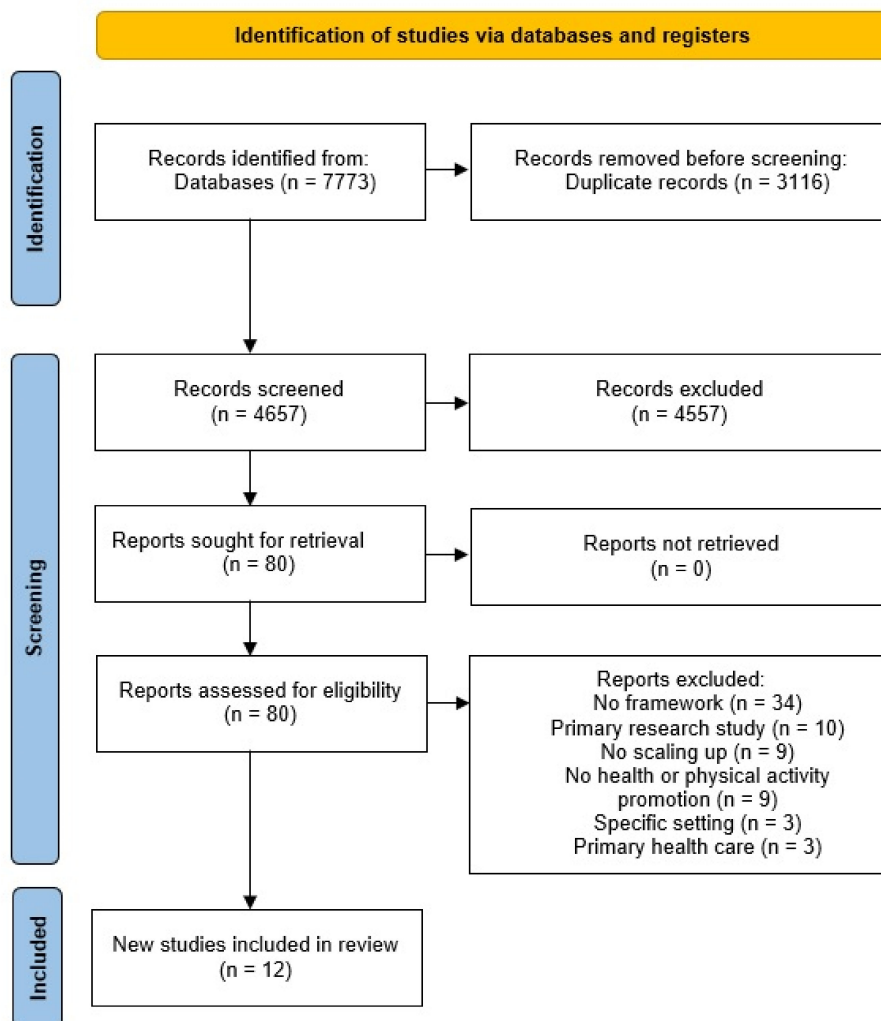 Identification of studies via databases and registers
Identification
Records identified from:
Databases (n = 7773)
Records removed before screening:
Duplicate records (n = 3116)
Screening
Records screened
(n = 4657)
Records excluded
(n = 4557)
Reports sought for retrieval
(n = 80)
Reports not retrieved
(n = 0)
Reports assessed for eligibility
(n = 80)
Reports excluded:
No framework (n = 34)
Primary research study (n = 10)
No scaling up (n = 9)
No health or physical activity
promotion (n = 9)
Specific setting (n = 3)
Primary health care (n = 3)
Included
New studies included in review
(n = 12)